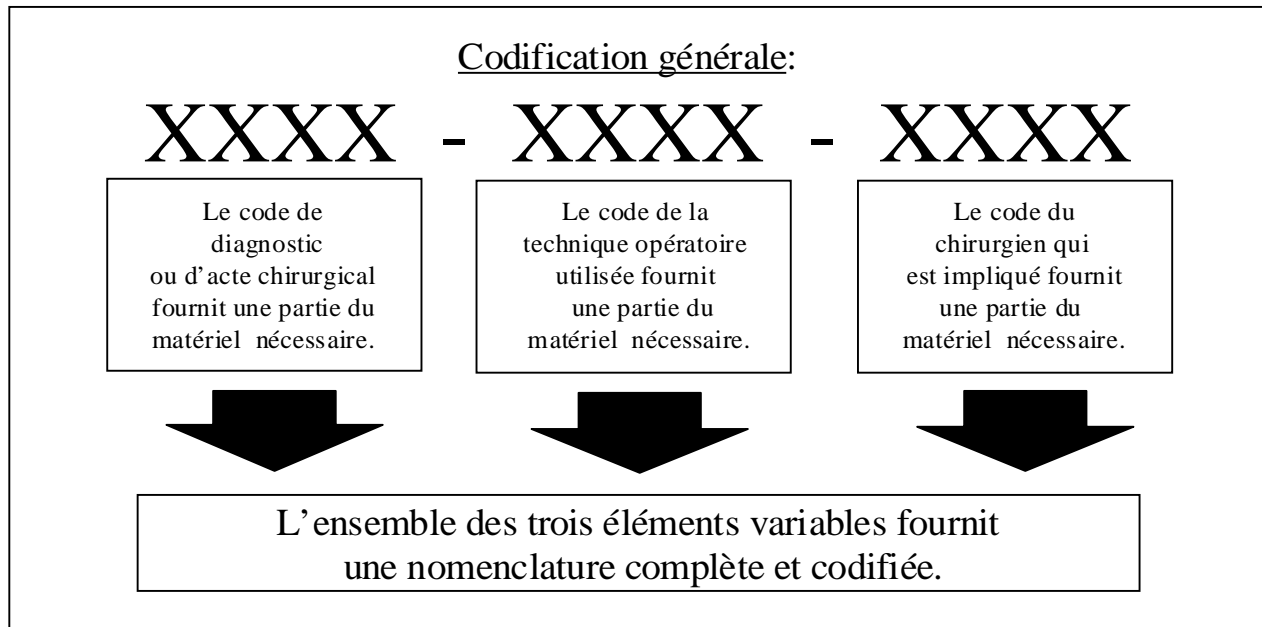 Codification générale:
XXXX - XXXX - XXXX
Le code de
diagnostic
ou d’acte chirurgical
fournit une partie du
matériel nécessaire.
Le code de la
technique opératoire
utilisée fournit
une partie du
matériel nécessaire.
Le code du
chirurgien qui
est impliqué fournit
une partie du
matériel nécessaire.
L’ensemble des trois éléments variables fournit
une nomenclature complète et codifiée.